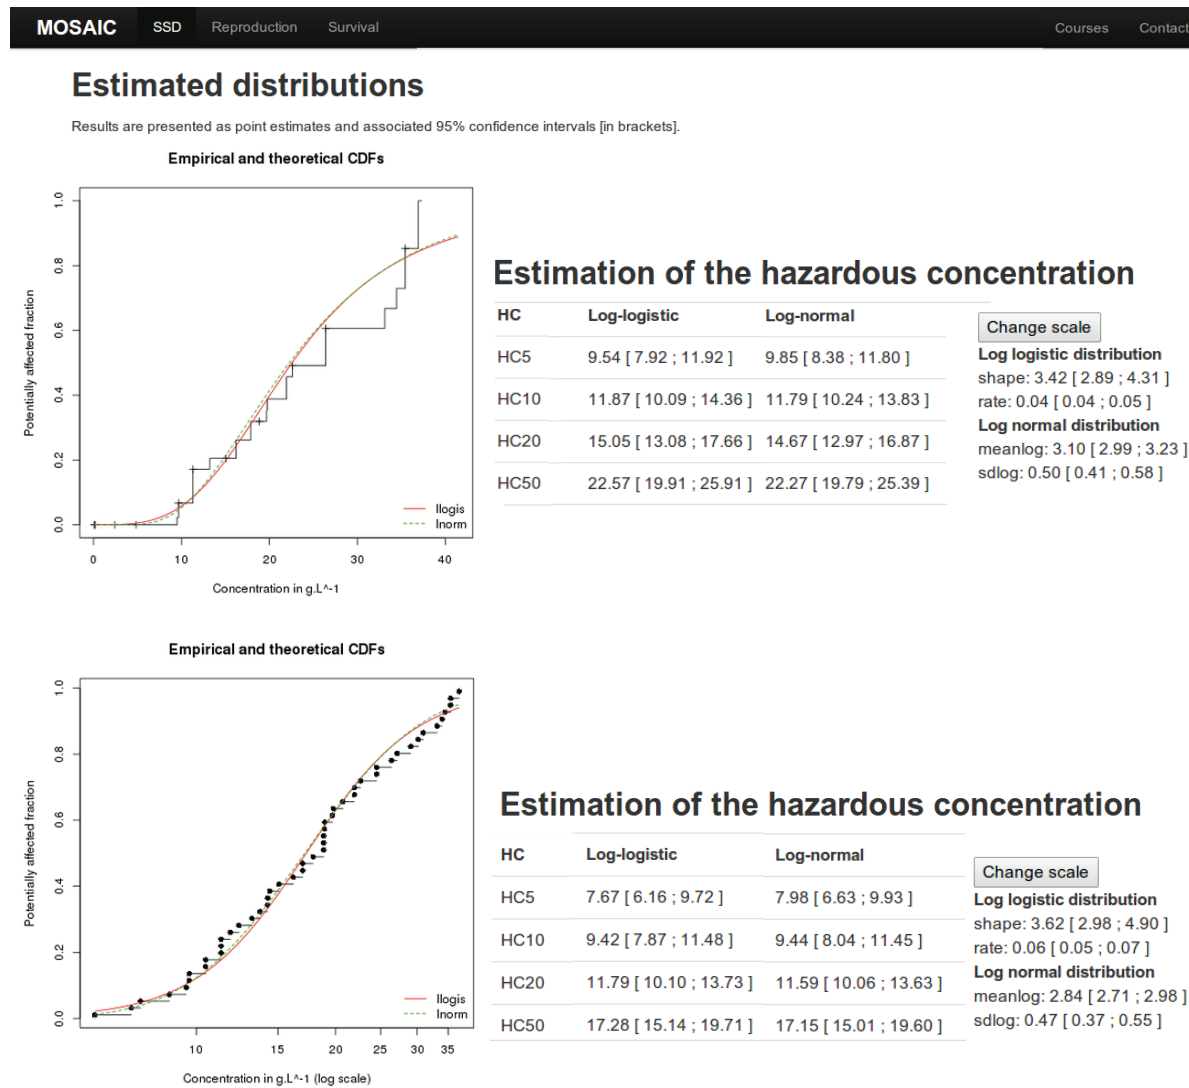 MOSAIC SSD Reproduction Survival Courses Contact
Estimated distributions
Results are presented as point estimates and associated 95% confidence intervals [in brackets].
Empirical and theoretical CDFs
Potentially affected fraction
1.0
0.8
0.6
0.4
0.2
0.0
llogis
lnorm
0 10 20 30 40
Concentration in g.L^-1
Estimation of the hazardous concentration
HC Log-logistic Log-normal
HC5 9.54 [ 7.92 ; 11.92 ] 9.85 [ 8.38 ; 11.80 ]
HC10 11.87 [ 10.09 ; 14.36 ] 11.79 [ 10.24 ; 13.83 ]
HC20 15.05 [ 13.08 ; 17.66 ] 14.67 [ 12.97 ; 16.87 ]
HC50 22.57 [ 19.91 ; 25.91 ] 22.27 [ 19.79 ; 25.39 ]
Change scale
Log logistic distribution
shape: 3.42 [ 2.89 ; 4.31 ]
rate: 0.04 [ 0.04 ; 0.05 ]
Log normal distribution
meanlog: 3.10 [ 2.99 ; 3.23 ]
sdlog: 0.50 [ 0.41 ; 0.58 ]
Empirical and theoretical CDFs
Potentially affected fraction
1.0
0.8
0.6
0.4
0.2
0.0
llogis
lnorm
10 15 20 25 30 35
Concentration in g.L^-1 (log scale)
Estimation of the hazardous concentration
HC Log-logistic Log-normal
HC5 7.67 [ 6.16 ; 9.72 ] 7.98 [ 6.63 ; 9.93 ]
HC10 9.42 [ 7.87 ; 11.48 ] 9.44 [ 8.04 ; 11.45 ]
HC20 11.79 [ 10.10 ; 13.73 ] 11.59 [ 10.06 ; 13.63 ]
HC50 17.28 [ 15.14 ; 19.71 ] 17.15 [ 15.01 ; 19.60 ]
Change scale
Log logistic distribution
shape: 3.62 [ 2.98 ; 4.90 ]
rate: 0.06 [ 0.05 ; 0.07 ]
Log normal distribution
meanlog: 2.84 [ 2.71 ; 2.98 ]
sdlog: 0.47 [ 0.37 ; 0.55 ]